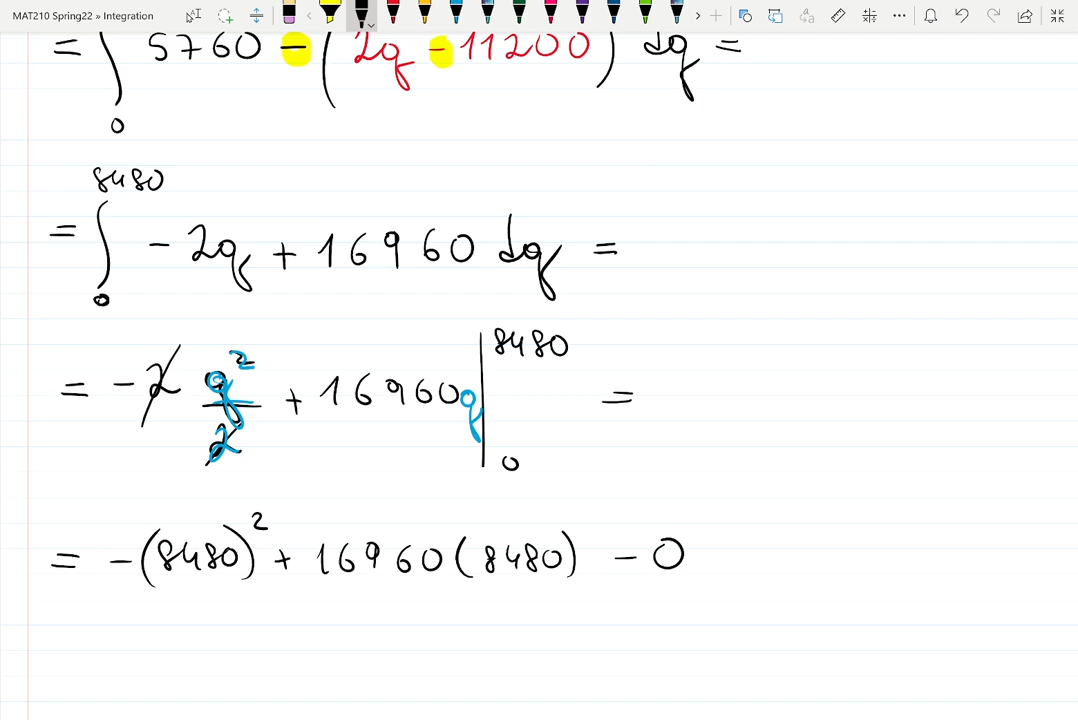 MAT210 Spring22 » Integration
= ∫ 5760 − (2q − 11200) dq =
0
8480
= ∫ − 2q + 16960 dq =
0
8480
= − 2 q²/2 + 16960q | =
0
= − (8480)² + 16960 (8480) − 0